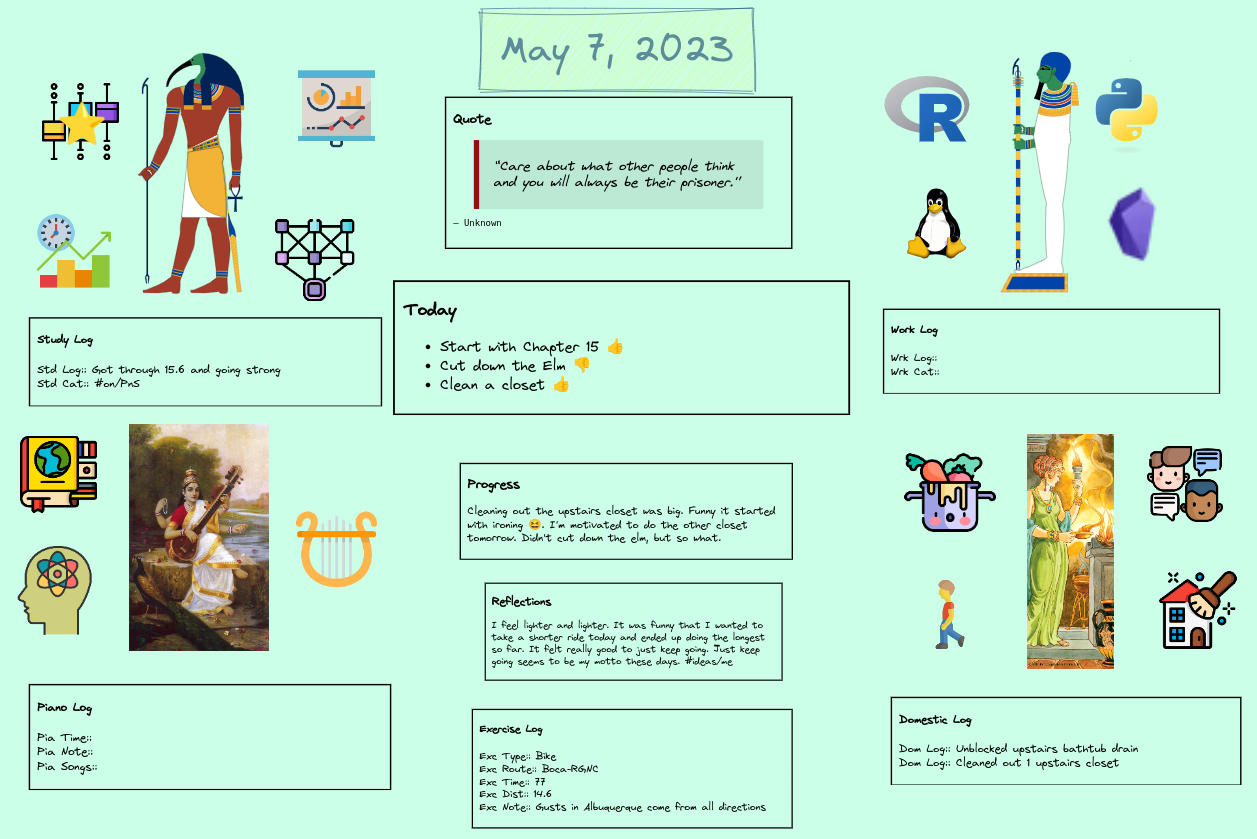 May 7, 2023
Quote
"Care about what other people think
and you will always be their prisoner."
— Unknown
Today
• Start with Chapter 15 👍
• Cut down the Elm 👎
• Clean a closet 👍
Study Log
Std Log:: Got through 15.6 and going strong
Std Cat:: #on/PnS
R
Work Log
Wrk Log::
Wrk Cat::
Progress
Cleaning out the upstairs closet was big. Funny it started
with ironing 😆. I'm motivated to do the other closet
tomorrow. Didn't cut down the elm, but so what.
Reflections
I feel lighter and lighter. It was funny that I wanted to
take a shorter ride today and ended up doing the longest
so far. It felt really good to just keep going. Just keep
going seems to be my motto these days. #ideas/me
Piano Log
Pia Time::
Pia Note::
Pia Songs::
Exercise Log
Exc Type:: Bike
Exc Route:: Boca-RGNC
Exc Time:: 77
Exc Dist:: 14.6
Exc Note:: Gusts in Albuquerque come from all directions
Domestic Log
Dom Log:: Unblocked upstairs bathtub drain
Dom Log:: Cleaned out 1 upstairs closet